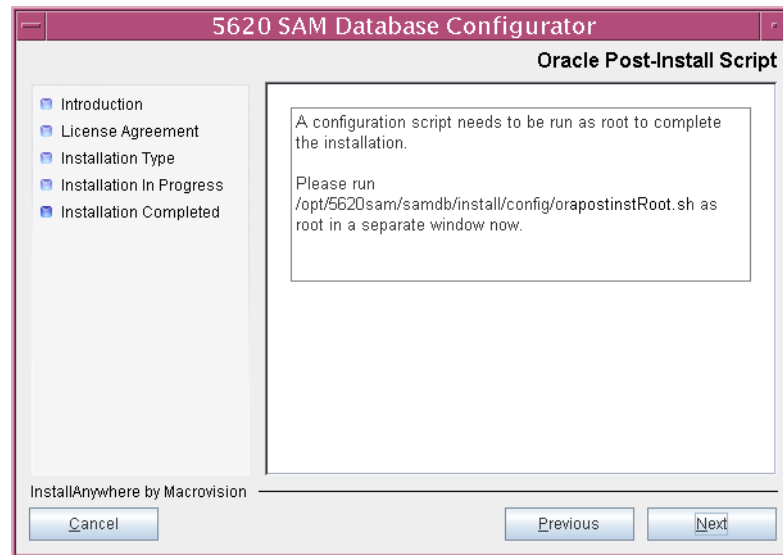 5620 SAM Database Configurator
Oracle Post-Install Script
Introduction
License Agreement
Installation Type
Installation In Progress
Installation Completed
A configuration script needs to be run as root to complete
the installation.
Please run
/opt/5620sam/samdb/install/config/orapostinstRoot.sh as
root in a separate window now.
InstallAnywhere by Macrovision
Cancel
Previous
Next